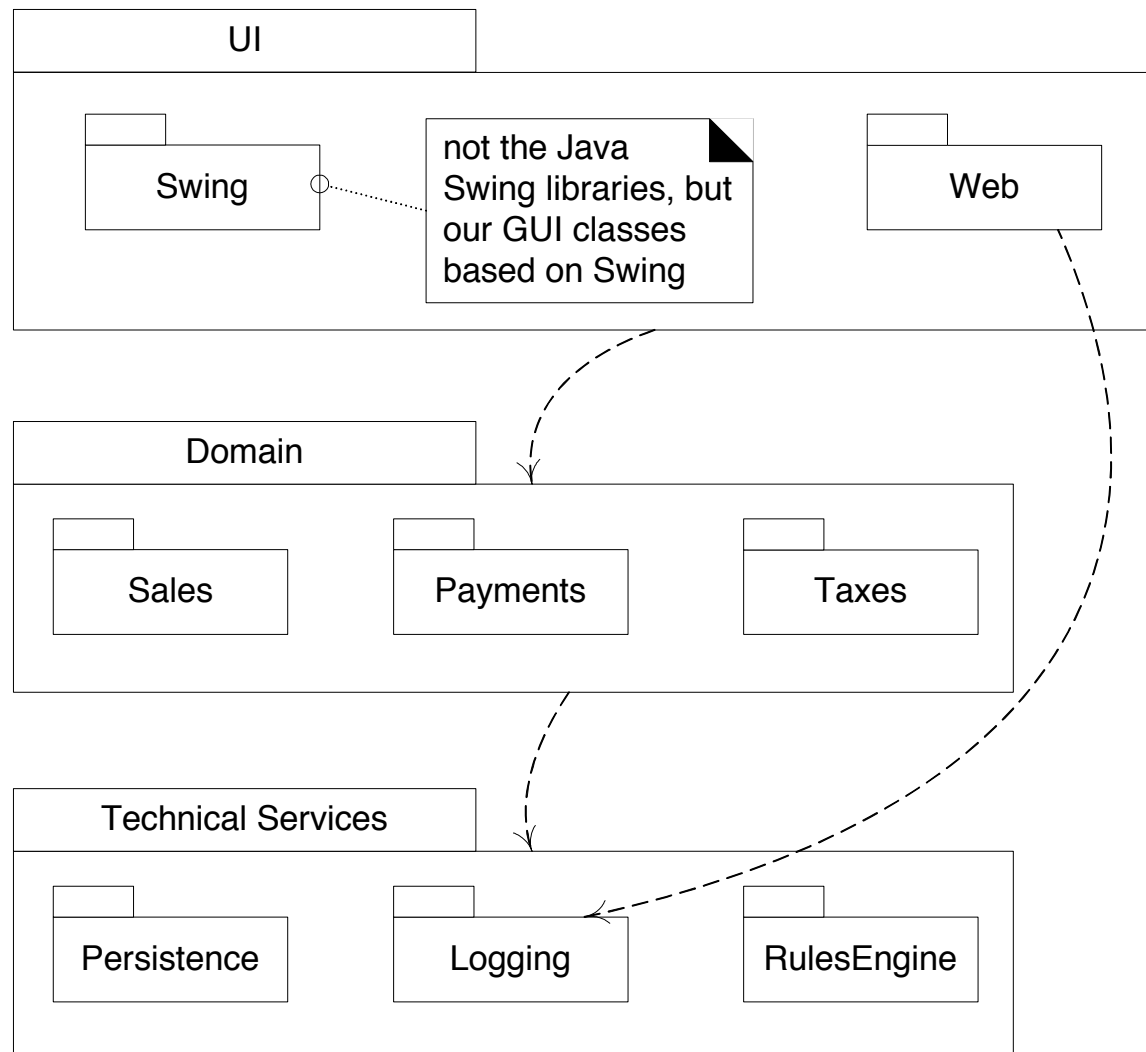 UI
Swing
not the Java
Swing libraries, but
our GUI classes
based on Swing
Web
Domain
Sales
Payments
Taxes
Technical Services
Persistence
Logging
RulesEngine